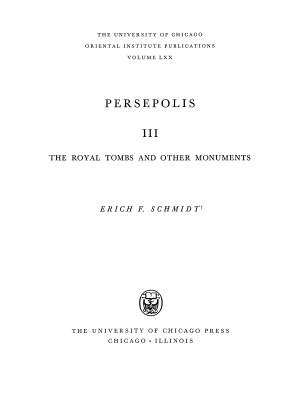 THE UNIVERSITY OF CHICAGO
ORIENTAL INSTITUTE PUBLICATIONS
VOLUME LXX
PERSEPOLIS
III
THE ROYAL TOMBS AND OTHER MONUMENTS
ERICH F. SCHMIDT†
THE UNIVERSITY OF CHICAGO PRESS
CHICAGO • ILLINOIS